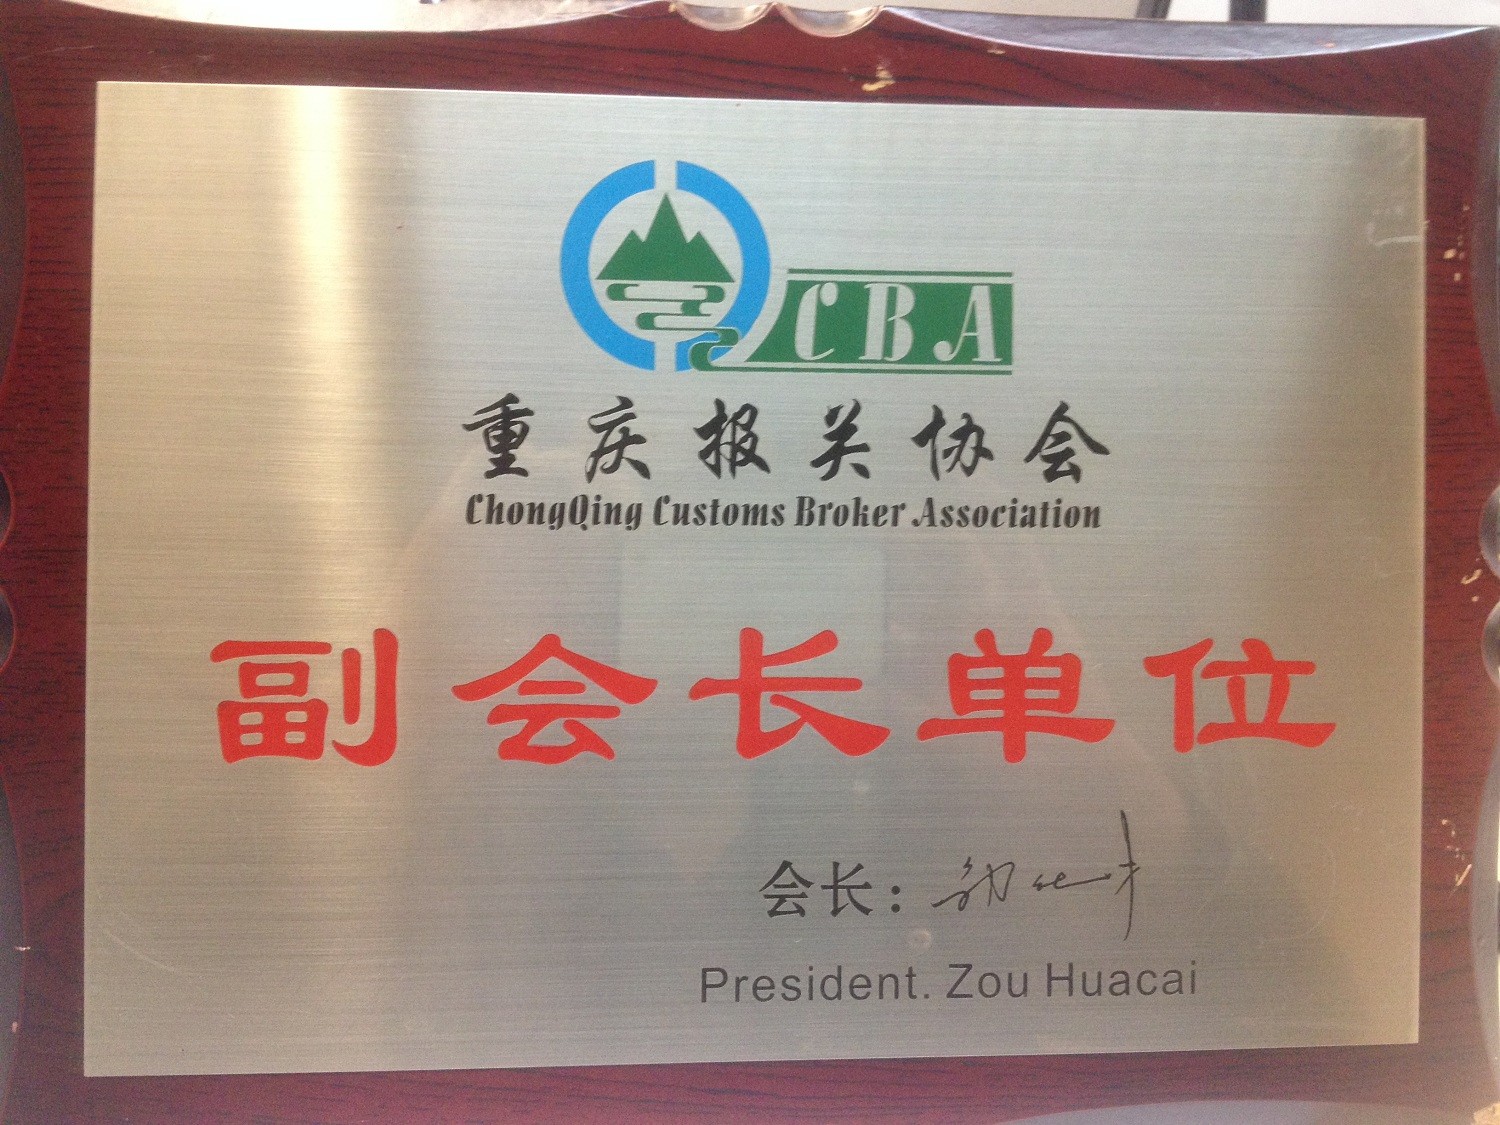 CBA
重庆报关协会
ChongQing Customs Broker Association
副会长单位
会长：
President. Zou Huacai